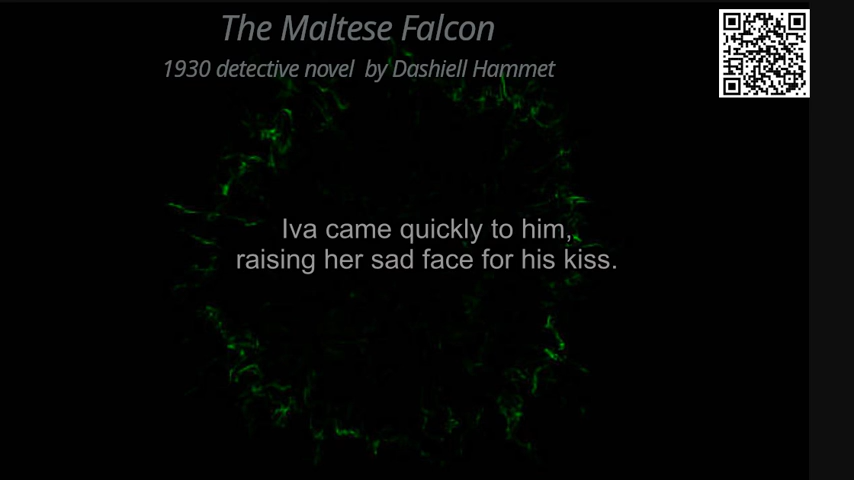 The Maltese Falcon
1930 detective novel by Dashiell Hammet
Iva came quickly to him,
raising her sad face for his kiss.